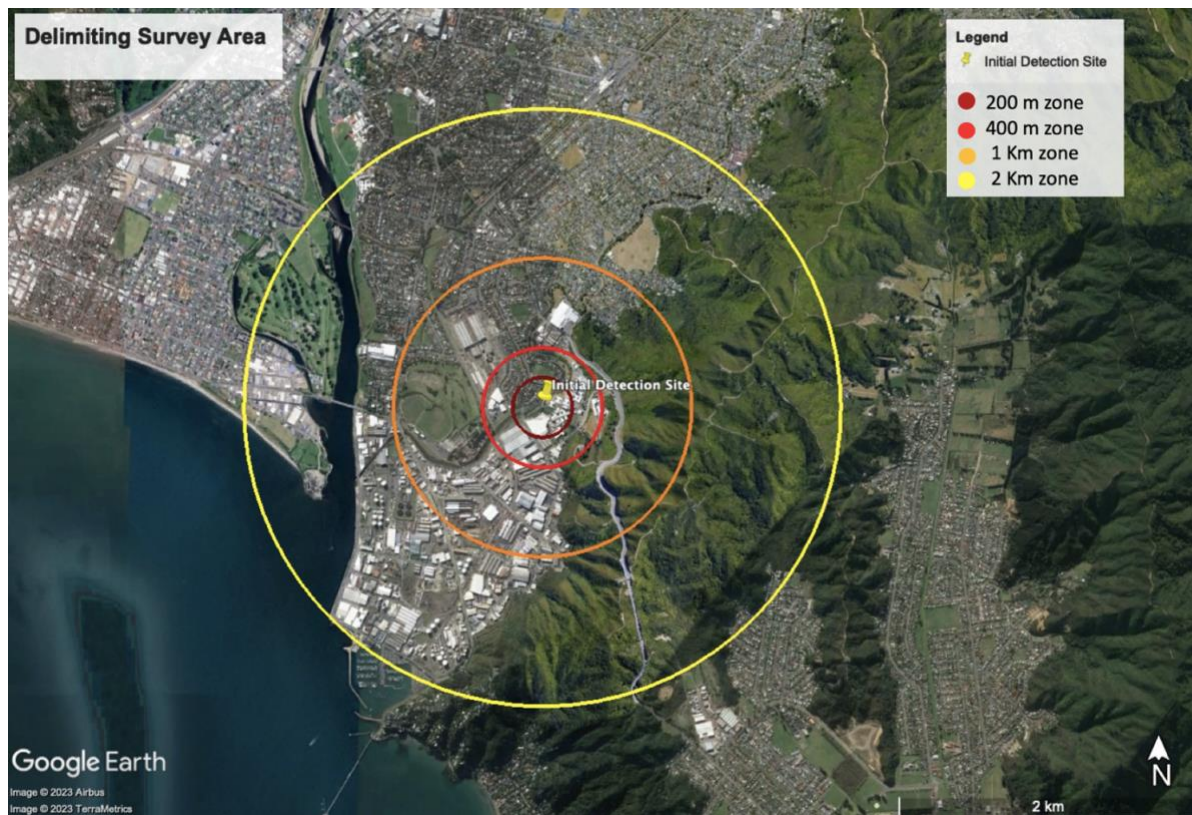 Delimiting Survey Area
Legend
Initial Detection Site
200 m zone
400 m zone
1 Km zone
2 Km zone
Initial Detection Site
Google Earth
Image © 2023 Airbus
Image © 2023 TerraMetrics
N
2 km